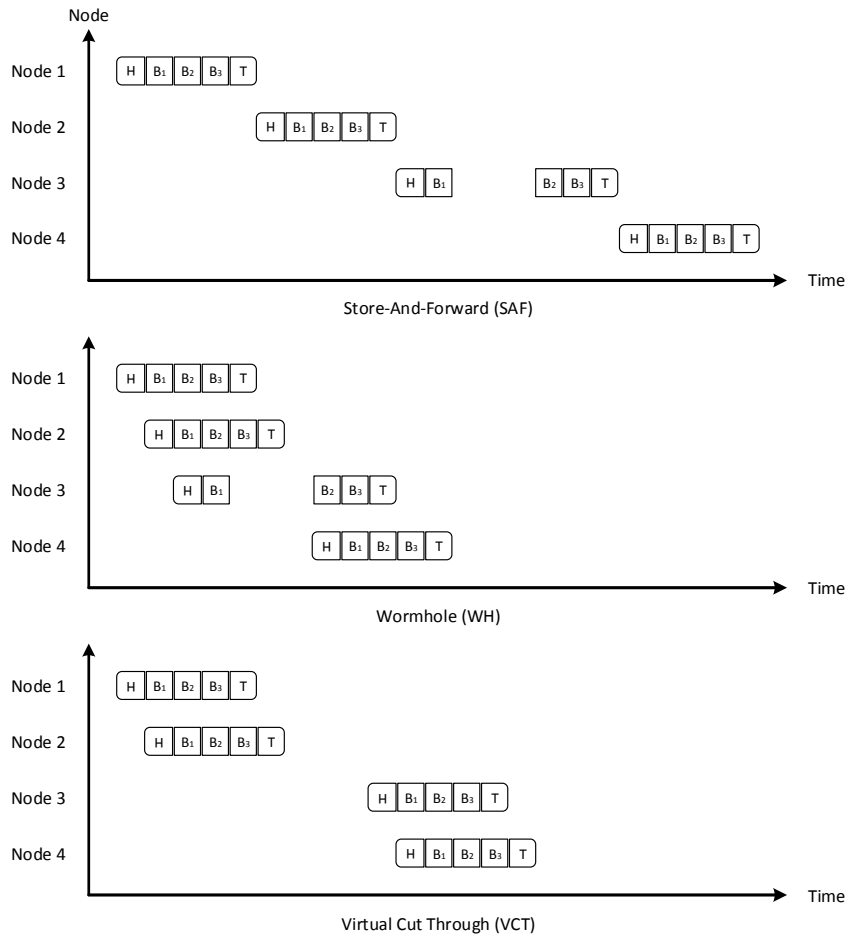 Node
Node 1 H B₁ B₂ B₃ T
Node 2 H B₁ B₂ B₃ T
Node 3 H B₁ B₂ B₃ T
Node 4 H B₁ B₂ B₃ T
Time
Store-And-Forward (SAF)
Node 1 H B₁ B₂ B₃ T
Node 2 H B₁ B₂ B₃ T
Node 3 H B₁ B₂ B₃ T
Node 4 H B₁ B₂ B₃ T
Time
Wormhole (WH)
Node 1 H B₁ B₂ B₃ T
Node 2 H B₁ B₂ B₃ T
Node 3 H B₁ B₂ B₃ T
Node 4 H B₁ B₂ B₃ T
Time
Virtual Cut Through (VCT)